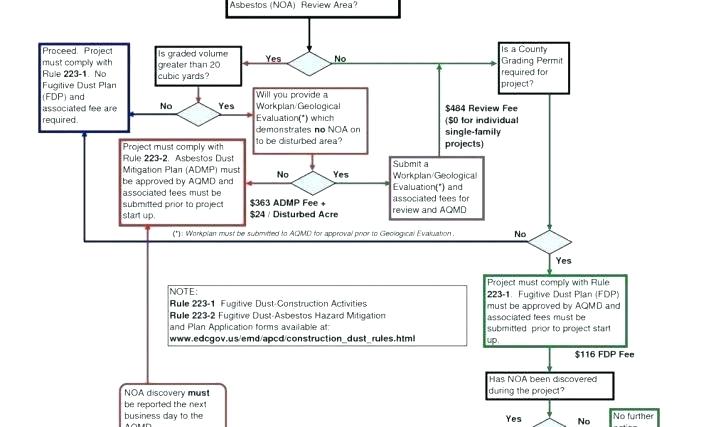 Asbestos (NOA) Review Area?
Proceed. Project
must comply with
Rule 223-1. No
Fugitive Dust Plan
(FDP) and
associated fee are
required.
Is graded volume
greater than 20
cubic yards?
Yes
No
Is a County
Grading Permit
required for
project?
No
Yes
Will you provide a
Workplan/Geological
Evaluation(*) which
demonstrates no NOA on
to be disturbed area?
$484 Review Fee
($0 for individual
single-family
projects)
Project must comply with
Rule 223-2. Asbestos Dust
Mitigation Plan (ADMP) must
be approved by AQMD and
associated fees must be
submitted prior to project
start up.
No
Yes
Submit a
Workplan/Geological
Evaluation(*) and
associated fees for
review and AQMD
$363 ADMP Fee +
$24 / Disturbed Acre
(*): Workplan must be submitted to AQMD for approval prior to Geological Evaluation.
No
Yes
Project must comply with Rule
223-1. Fugitive Dust Plan (FDP)
must be approved by AQMD and
associated fees must be
submitted prior to project start
up.
NOTE:
Rule 223-1 Fugitive Dust-Construction Activities
Rule 223-2 Fugitive Dust-Asbestos Hazard Mitigation
and Plan Application forms available at:
www.edcgov.us/emd/apcd/construction_dust_rules.html
$116 FDP Fee
Has NOA been discovered
during the project?
NOA discovery must
be reported the next
business day to the
AQMD
Yes
No
No further